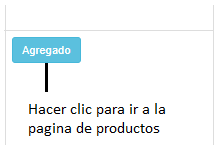 Agregado
Hacer clic para ir a la
pagina de productos